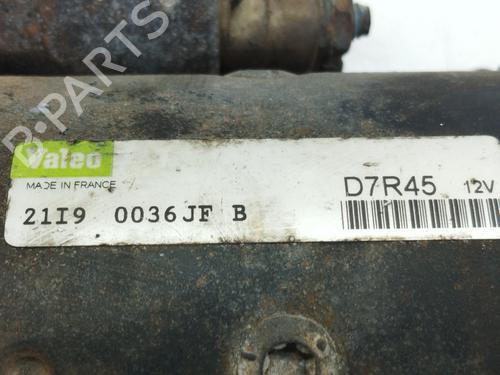 B-PARTS
Valeo
MADE IN FRANCE
21I9 0036JF B
D7R45 12V